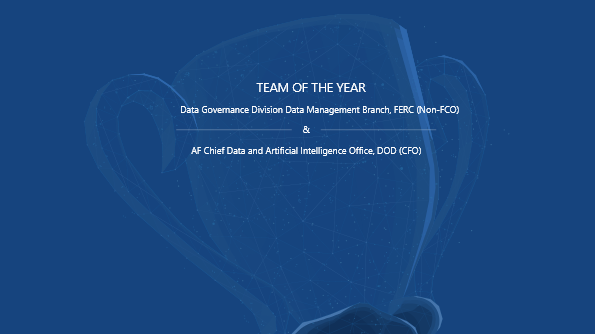 TEAM OF THE YEAR
Data Governance Division Data Management Branch, FERC (Non-FCO)
&
AF Chief Data and Artificial Intelligence Office, DOD (CFO)